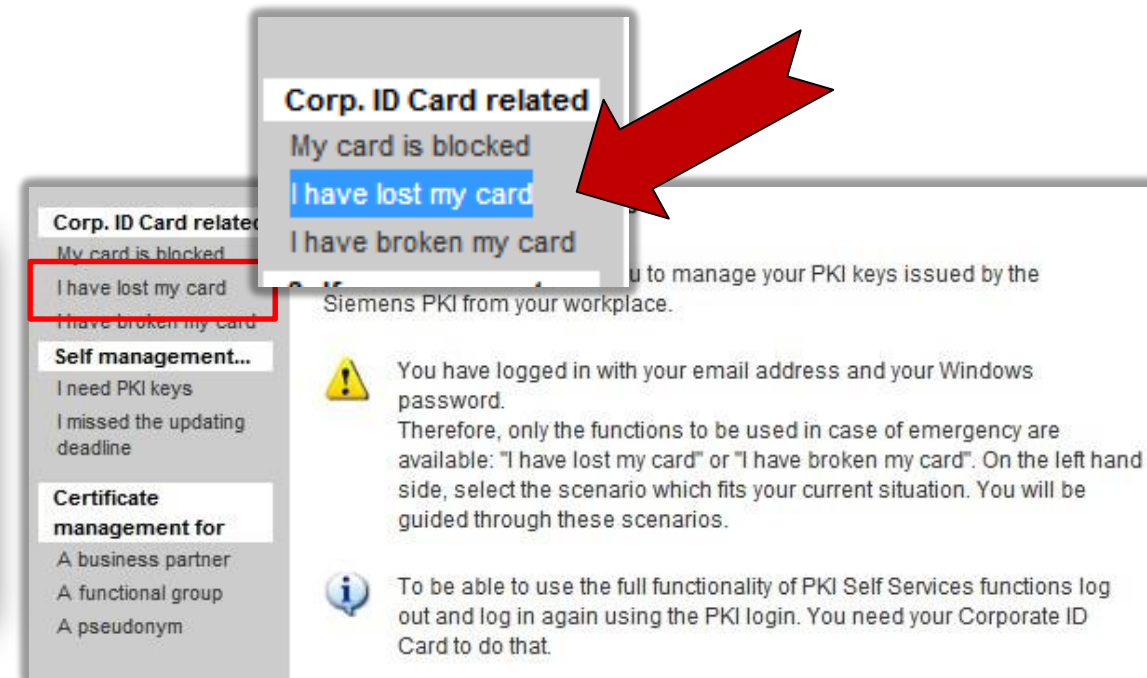 Corp. ID Card related
My card is blocked
I have lost my card
I have broken my card
Corp. ID Card related
My card is blocked
I have lost my card
I have broken my card
Self management...
I need PKI keys
I missed the updating
deadline
Certificate
management for
A business partner
A functional group
A pseudonym
to manage your PKI keys issued by the
Siemens PKI from your workplace.
You have logged in with your email address and your Windows
password.
Therefore, only the functions to be used in case of emergency are
available: "I have lost my card" or "I have broken my card". On the left hand
side, select the scenario which fits your current situation. You will be
guided through these scenarios.
To be able to use the full functionality of PKI Self Services functions log
out and log in again using the PKI login. You need your Corporate ID
Card to do that.